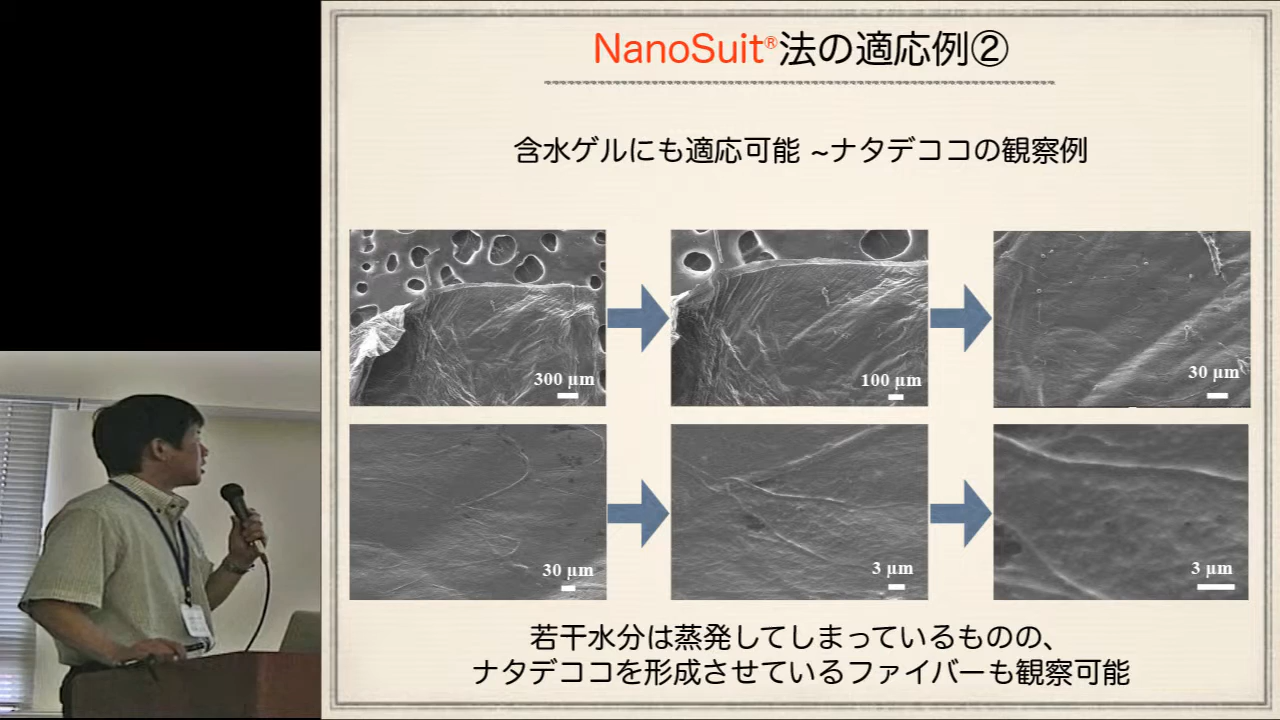 NanoSuit®法の適応例②
含水ゲルにも適応可能 ~ナタデココの観察例
300 µm
100 µm
30 µm
30 µm
3 µm
3 µm
若干水分は蒸発してしまっているものの、
ナタデココを形成させているファイバーも観察可能